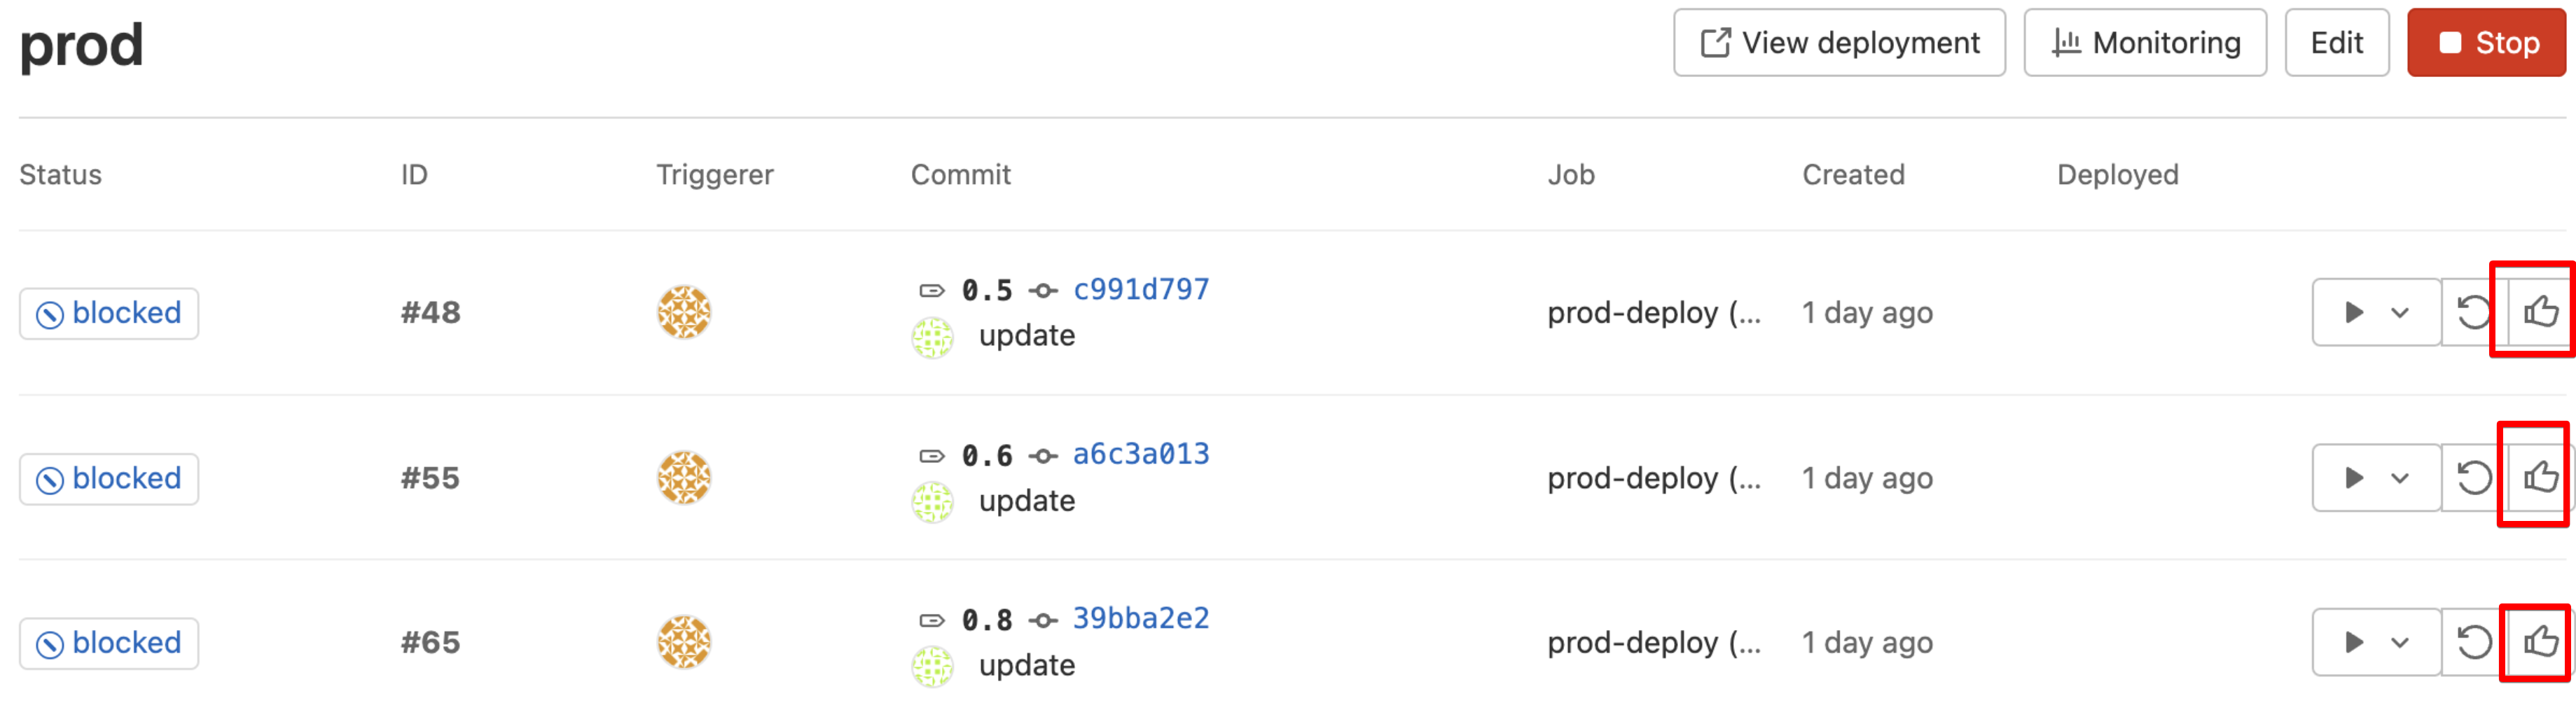 prod View deployment Monitoring Edit Stop
Status ID Triggerer Commit Job Created Deployed
blocked #48 0.5 c991d797 prod-deploy (... 1 day ago
update
blocked #55 0.6 a6c3a013 prod-deploy (... 1 day ago
update
blocked #65 0.8 39bba2e2 prod-deploy (... 1 day ago
update